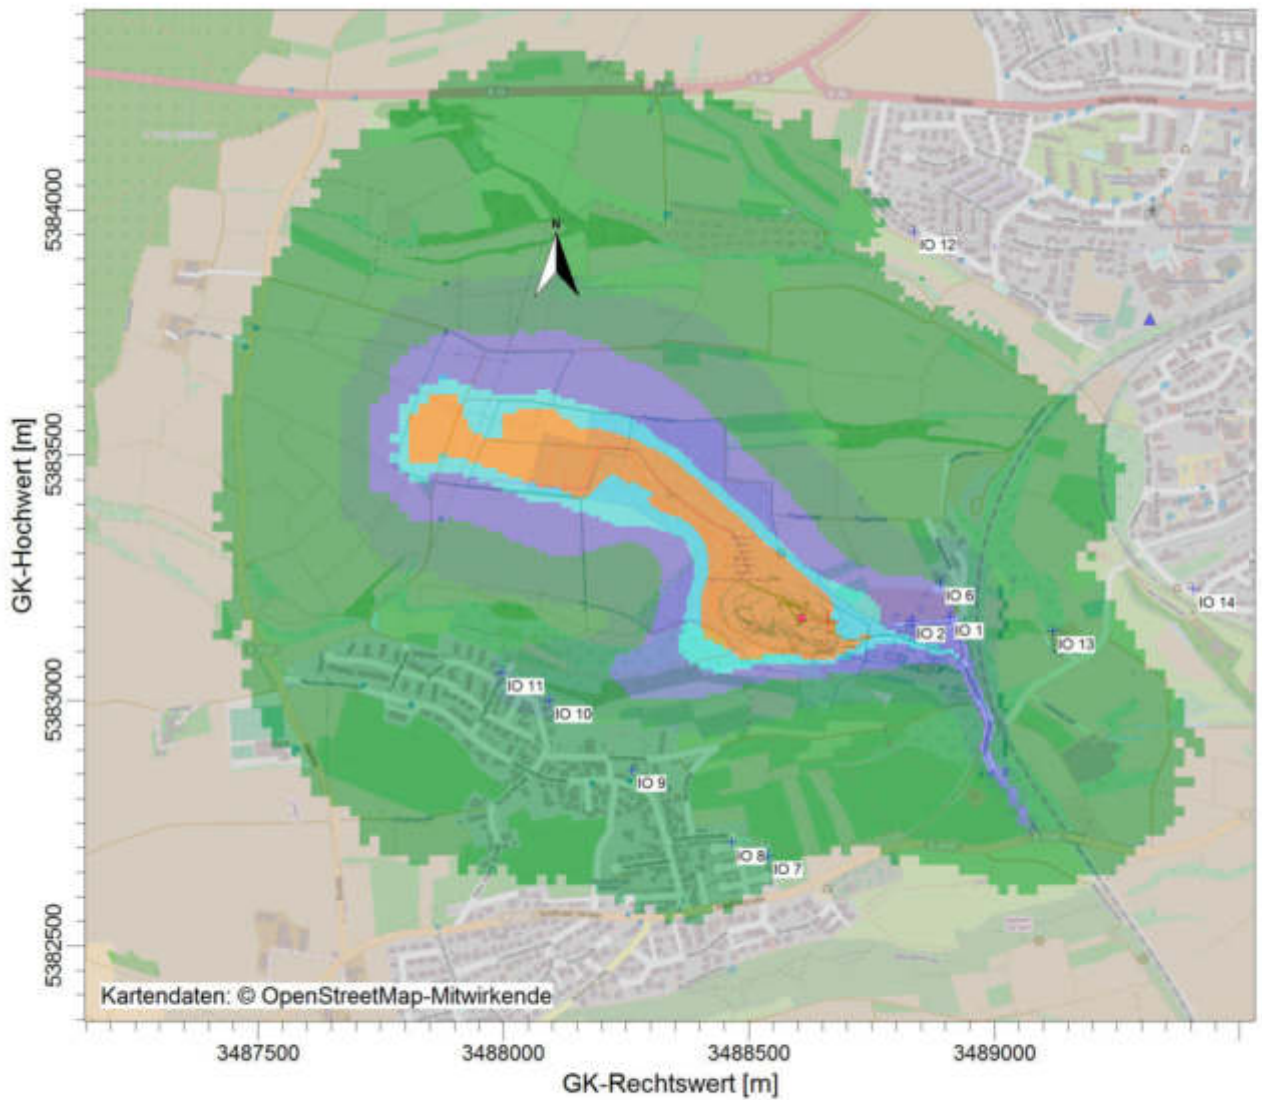 N
IO 12
IO 6
IO 14
IO 2
IO 1
IO 13
IO 11
IO 10
IO 9
IO 8
IO 7
Kartendaten: © OpenStreetMap-Mitwirkende
5384000
5383500
5383000
5382500
GK-Hochwert [m]
3487500
3488000
3488500
3489000
GK-Rechtswert [m]